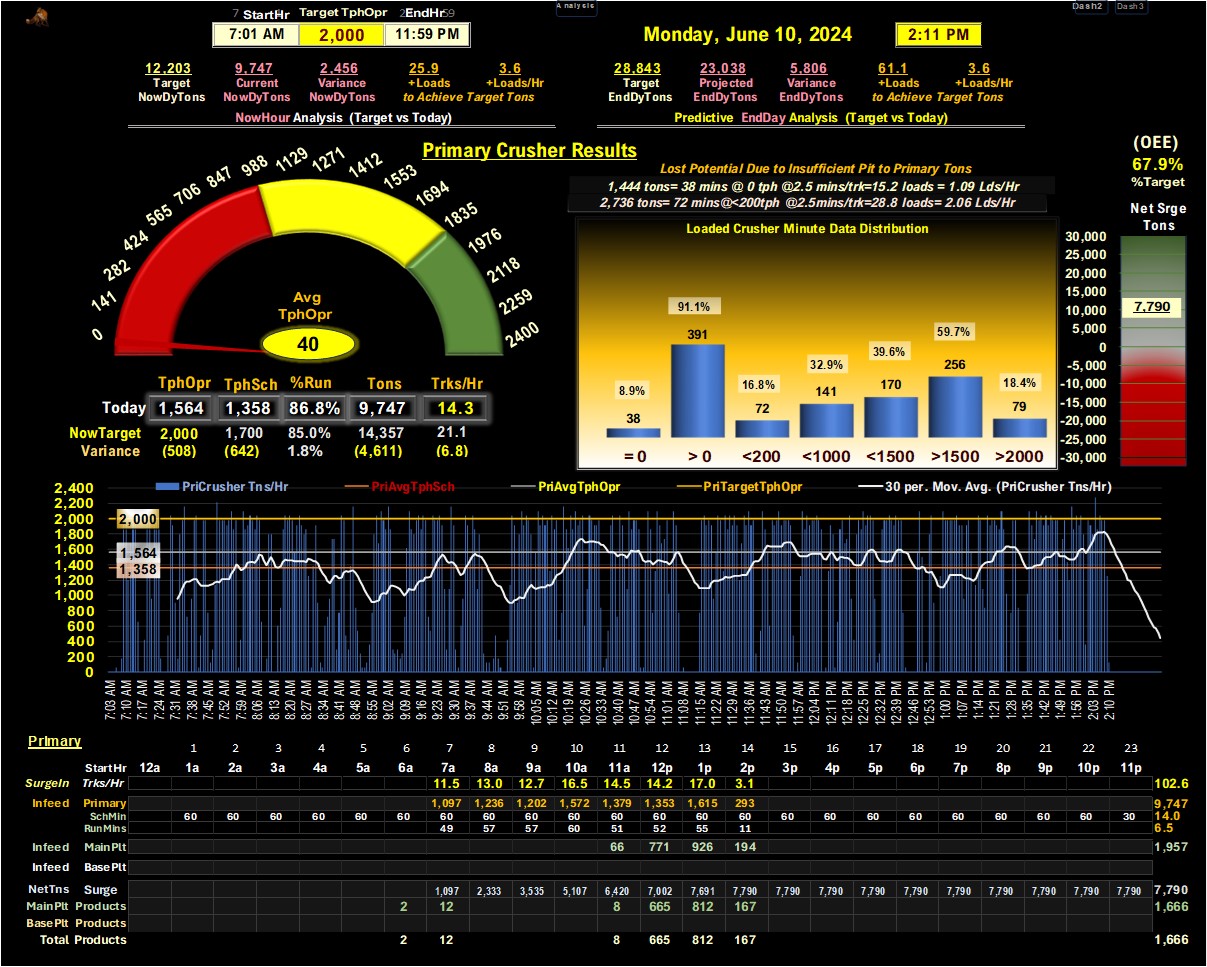 Analysis
Dash2 Dash3
7 StartHr Target TphOpr 2EndHr59
7:01 AM 2,000 11:59 PM
Monday, June 10, 2024 2:11 PM
12,203 9,747 2,456 25.9 3.6 28,843 23,038 5,806 61.1 3.6
Target Current Variance +Loads +Loads/Hr Target Projected Variance +Loads +Loads/Hr
NowDyTons NowDyTons NowDyTons to Achieve Target Tons EndDyTons EndDyTons EndDyTons to Achieve Target Tons
NowHour Analysis (Target vs Today) Predictive EndDay Analysis (Target vs Today)
Primary Crusher Results
0 141 282 424 565 706 847 988 1129 1271 1412 1553 1694 1835 1976 2118 2259 2400
Avg
TphOpr
40
TphOpr TphSch %Run Tons Trks/Hr
Today 1,564 1,358 86.8% 9,747 14.3
NowTarget 2,000 1,700 85.0% 14,357 21.1
Variance (508) (642) 1.8% (4,611) (6.8)
Lost Potential Due to Insufficient Pit to Primary Tons
1,444 tons= 38 mins @ 0 tph @2.5 mins/trk=15.2 loads = 1.09 Lds/Hr
2,736 tons= 72 mins@<200tph @2.5mins/trk=28.8 loads = 2.06 Lds/Hr
Loaded Crusher Minute Data Distribution
8.9% 91.1% 16.8% 32.9% 39.6% 59.7% 18.4%
38 391 72 141 170 256 79
= 0 > 0 <200 <1000 <1500 >1500 >2000
(OEE)
67.9%
%Target
Net Srge
Tons
30,000
25,000
20,000
15,000
10,000
5,000
0
-5,000
-10,000
-15,000
-20,000
-25,000
-30,000
7,790
PriCrusher Tns/Hr PriAvgTphSch PriAvgTphOpr PriTargetTphOpr 30 per. Mov. Avg. (PriCrusher Tns/Hr)
2,400
2,200
2,000
1,800
1,600
1,400
1,200
1,000
800
600
400
200
0
2,000
1,564
1,358
7:03 AM 7:10 AM 7:17 AM 7:24 AM 7:31 AM 7:38 AM 7:45 AM 7:52 AM 7:59 AM 8:06 AM 8:13 AM 8:20 AM 8:27 AM 8:34 AM 8:41 AM 8:48 AM 8:55 AM 9:02 AM 9:09 AM 9:16 AM 9:23 AM 9:30 AM 9:37 AM 9:44 AM 9:51 AM 9:58 AM 10:05 AM 10:12 AM 10:19 AM 10:26 AM 10:33 AM 10:40 AM 10:47 AM 10:54 AM 11:01 AM 11:08 AM 11:15 AM 11:22 AM 11:29 AM 11:36 AM 11:43 AM 11:50 AM 11:57 AM 12:04 PM 12:11 PM 12:18 PM 12:25 PM 12:32 PM 12:39 PM 12:46 PM 12:53 PM 1:00 PM 1:07 PM 1:14 PM 1:21 PM 1:28 PM 1:35 PM 1:42 PM 1:49 PM 1:56 PM 2:03 PM 2:10 PM
Primary
1 2 3 4 5 6 7 8 9 10 11 12 13 14 15 16 17 18 19 20 21 22 23
StartHr 12a 1a 2a 3a 4a 5a 6a 7a 8a 9a 10a 11a 12p 1p 2p 3p 4p 5p 6p 7p 8p 9p 10p 11p
SurgeIn Trks/Hr 11.5 13.0 12.7 16.5 14.5 14.2 17.0 3.1 102.6
Infeed Primary 1,097 1,236 1,202 1,572 1,379 1,353 1,615 293 9,747
SchMin 60 60 60 60 60 60 60 60 60 60 60 60 60 60 60 60 60 60 60 60 60 60 30 14.0
RunMins 49 57 57 60 51 52 55 11 6.5
Infeed MainPlt 66 771 926 194 1,957
Infeed BasePlt
NetTns Surge 1,097 2,333 3,535 5,107 6,420 7,002 7,691 7,790 7,790 7,790 7,790 7,790 7,790 7,790 7,790 7,790 7,790 7,790
MainPlt Products 2 12 8 665 812 167 1,666
BasePlt Products
Total Products 2 12 8 665 812 167 1,666